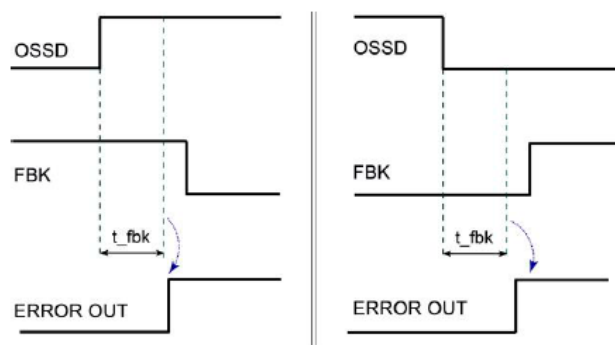 OSSD
FBK
t_fbk
ERROR OUT
OSSD
FBK
t_fbk
ERROR OUT